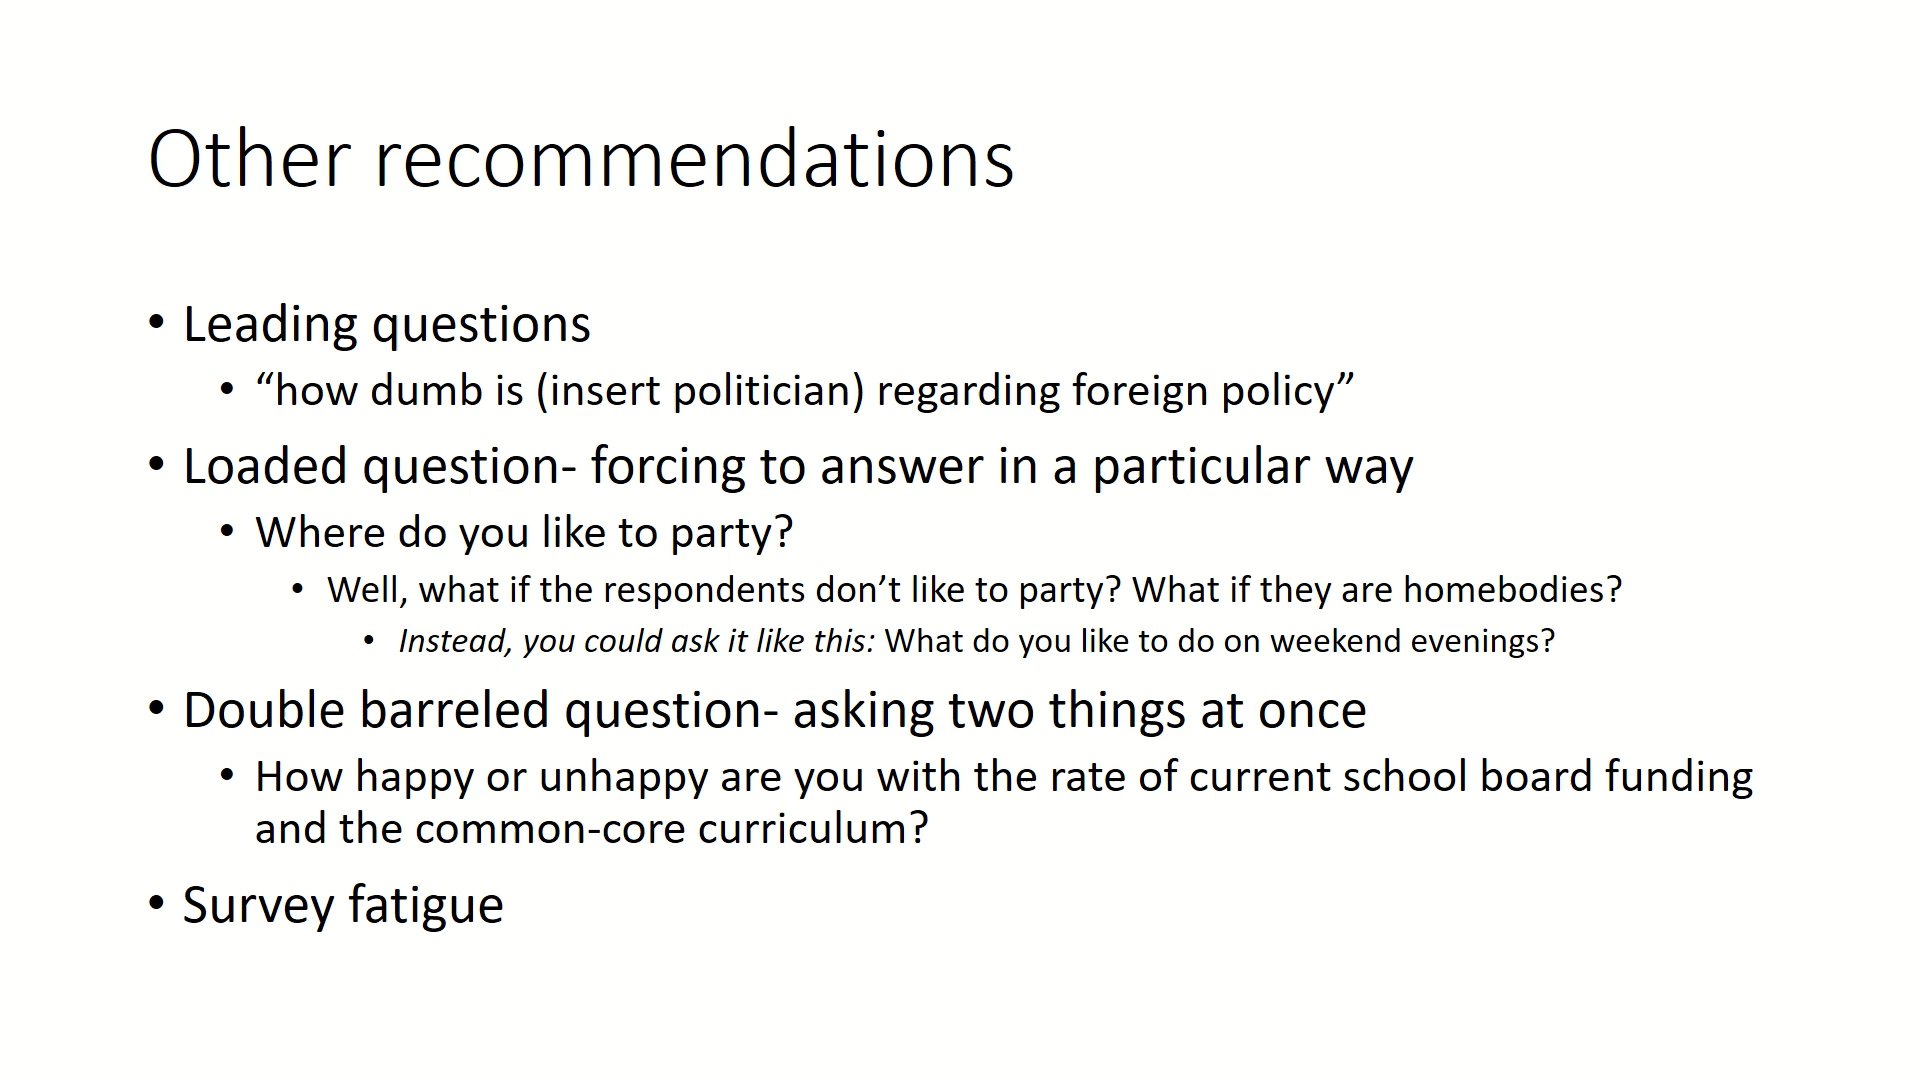 Other recommendations
• Leading questions
• “how dumb is (insert politician) regarding foreign policy”
• Loaded question- forcing to answer in a particular way
• Where do you like to party?
• Well, what if the respondents don’t like to party? What if they are homebodies?
• Instead, you could ask it like this: What do you like to do on weekend evenings?
• Double barreled question- asking two things at once
• How happy or unhappy are you with the rate of current school board funding
and the common-core curriculum?
• Survey fatigue